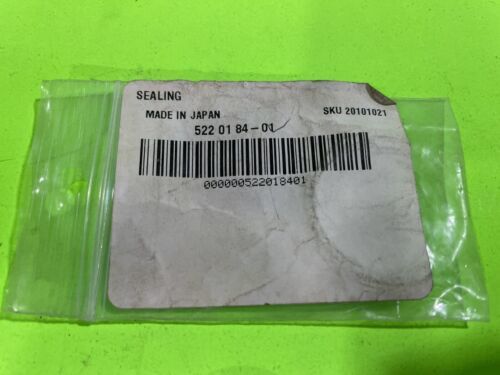 SEALING
MADE IN JAPAN
SKU 20101021
522 01 84-01
000000522018401